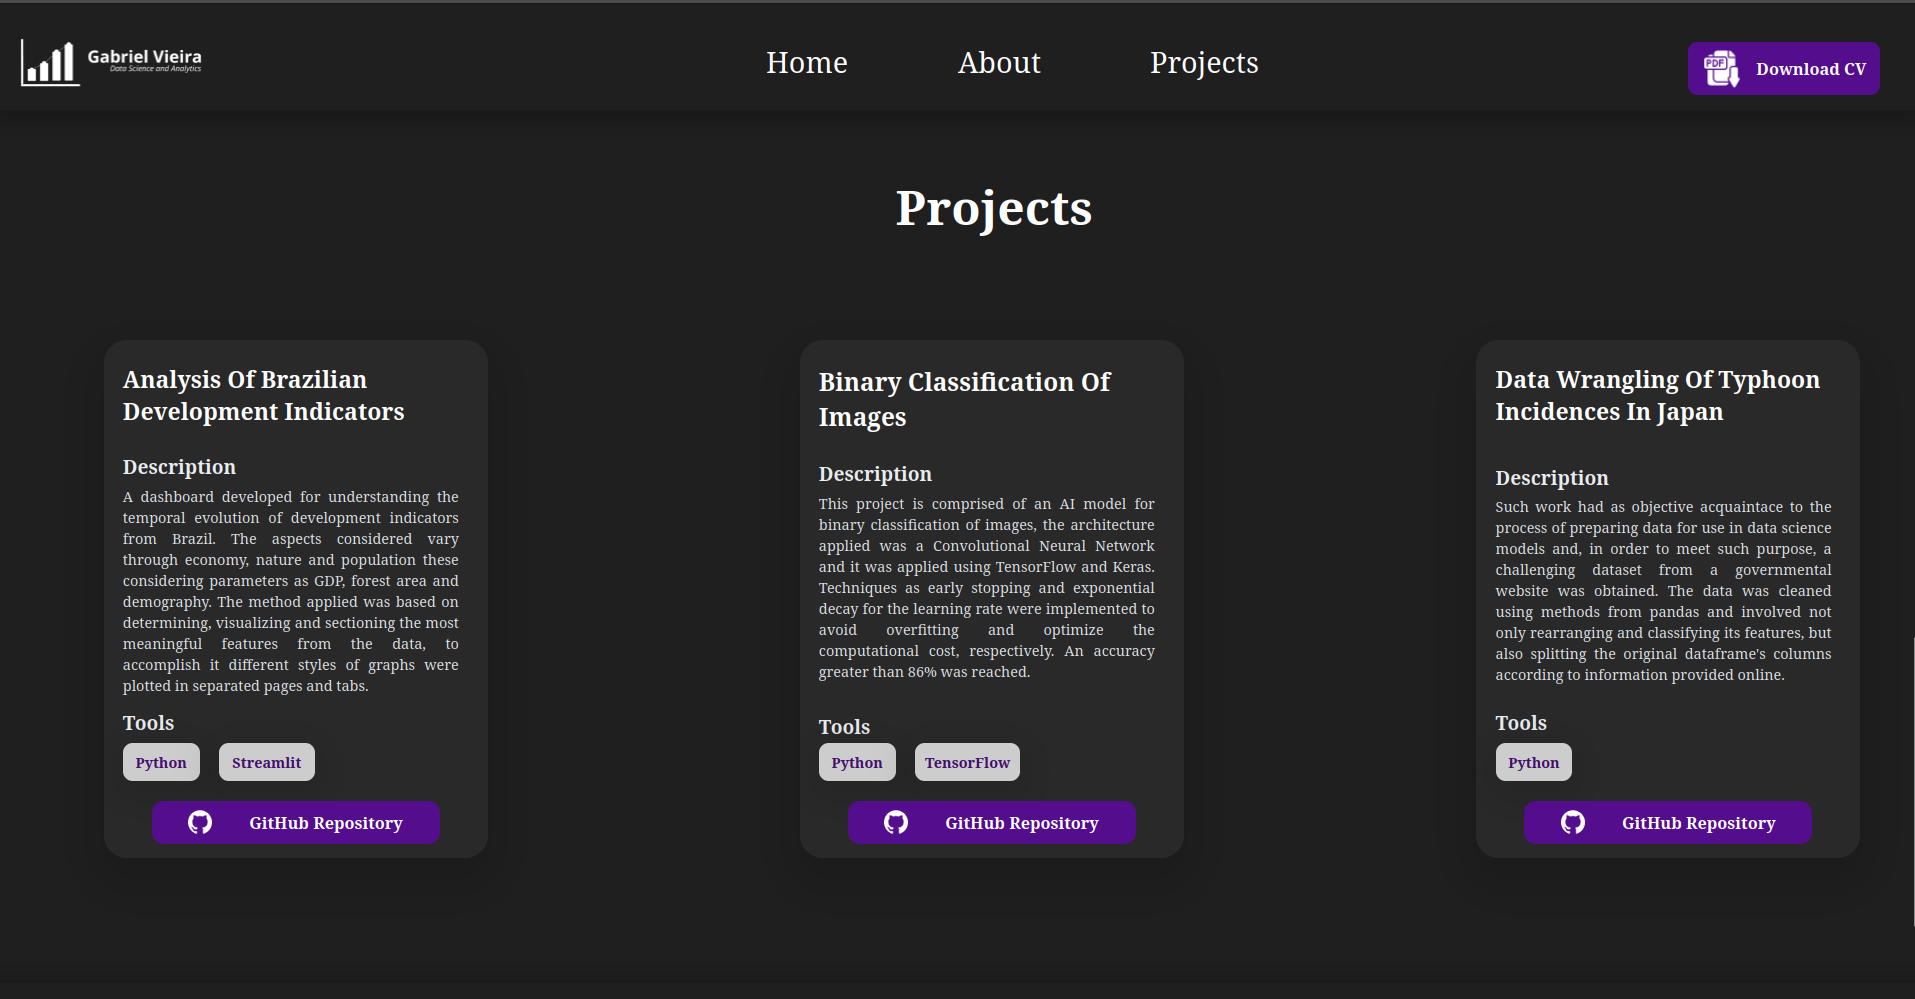 Gabriel Vieira
Data Science and Analytics
Home
About
Projects
PDF
Download CV
Projects
Analysis Of Brazilian
Development Indicators
Description
A dashboard developed for understanding the
temporal evolution of development indicators
from Brazil. The aspects considered vary
through economy, nature and population these
considering parameters as GDP, forest area and
demography. The method applied was based on
determining, visualizing and sectioning the most
meaningful features from the data, to
accomplish it different styles of graphs were
plotted in separated pages and tabs.
Tools
Python
Streamlit
GitHub Repository
Binary Classification Of
Images
Description
This project is comprised of an AI model for
binary classification of images, the architecture
applied was a Convolutional Neural Network
and it was applied using TensorFlow and Keras.
Techniques as early stopping and exponential
decay for the learning rate were implemented to
avoid overfitting and optimize the
computational cost, respectively. An accuracy
greater than 86% was reached.
Tools
Python
TensorFlow
GitHub Repository
Data Wrangling Of Typhoon
Incidences In Japan
Description
Such work had as objective acquaintace to the
process of preparing data for use in data science
models and, in order to meet such purpose, a
challenging dataset from a governmental
website was obtained. The data was cleaned
using methods from pandas and involved not
only rearranging and classifying its features, but
also splitting the original dataframe's columns
according to information provided online.
Tools
Python
GitHub Repository